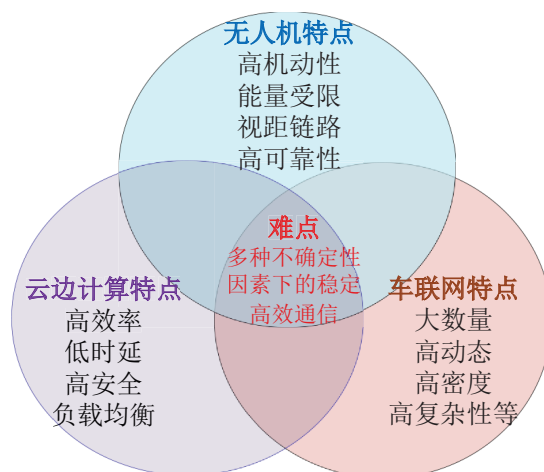 无人机特点
高机动性
能量受限
视距链路
高可靠性
难点
多种不确定性
因素下的稳定
高效通信
云边计算特点
高效率
低时延
高安全
负载均衡
车联网特点
大数量
高动态
高密度
高复杂性等